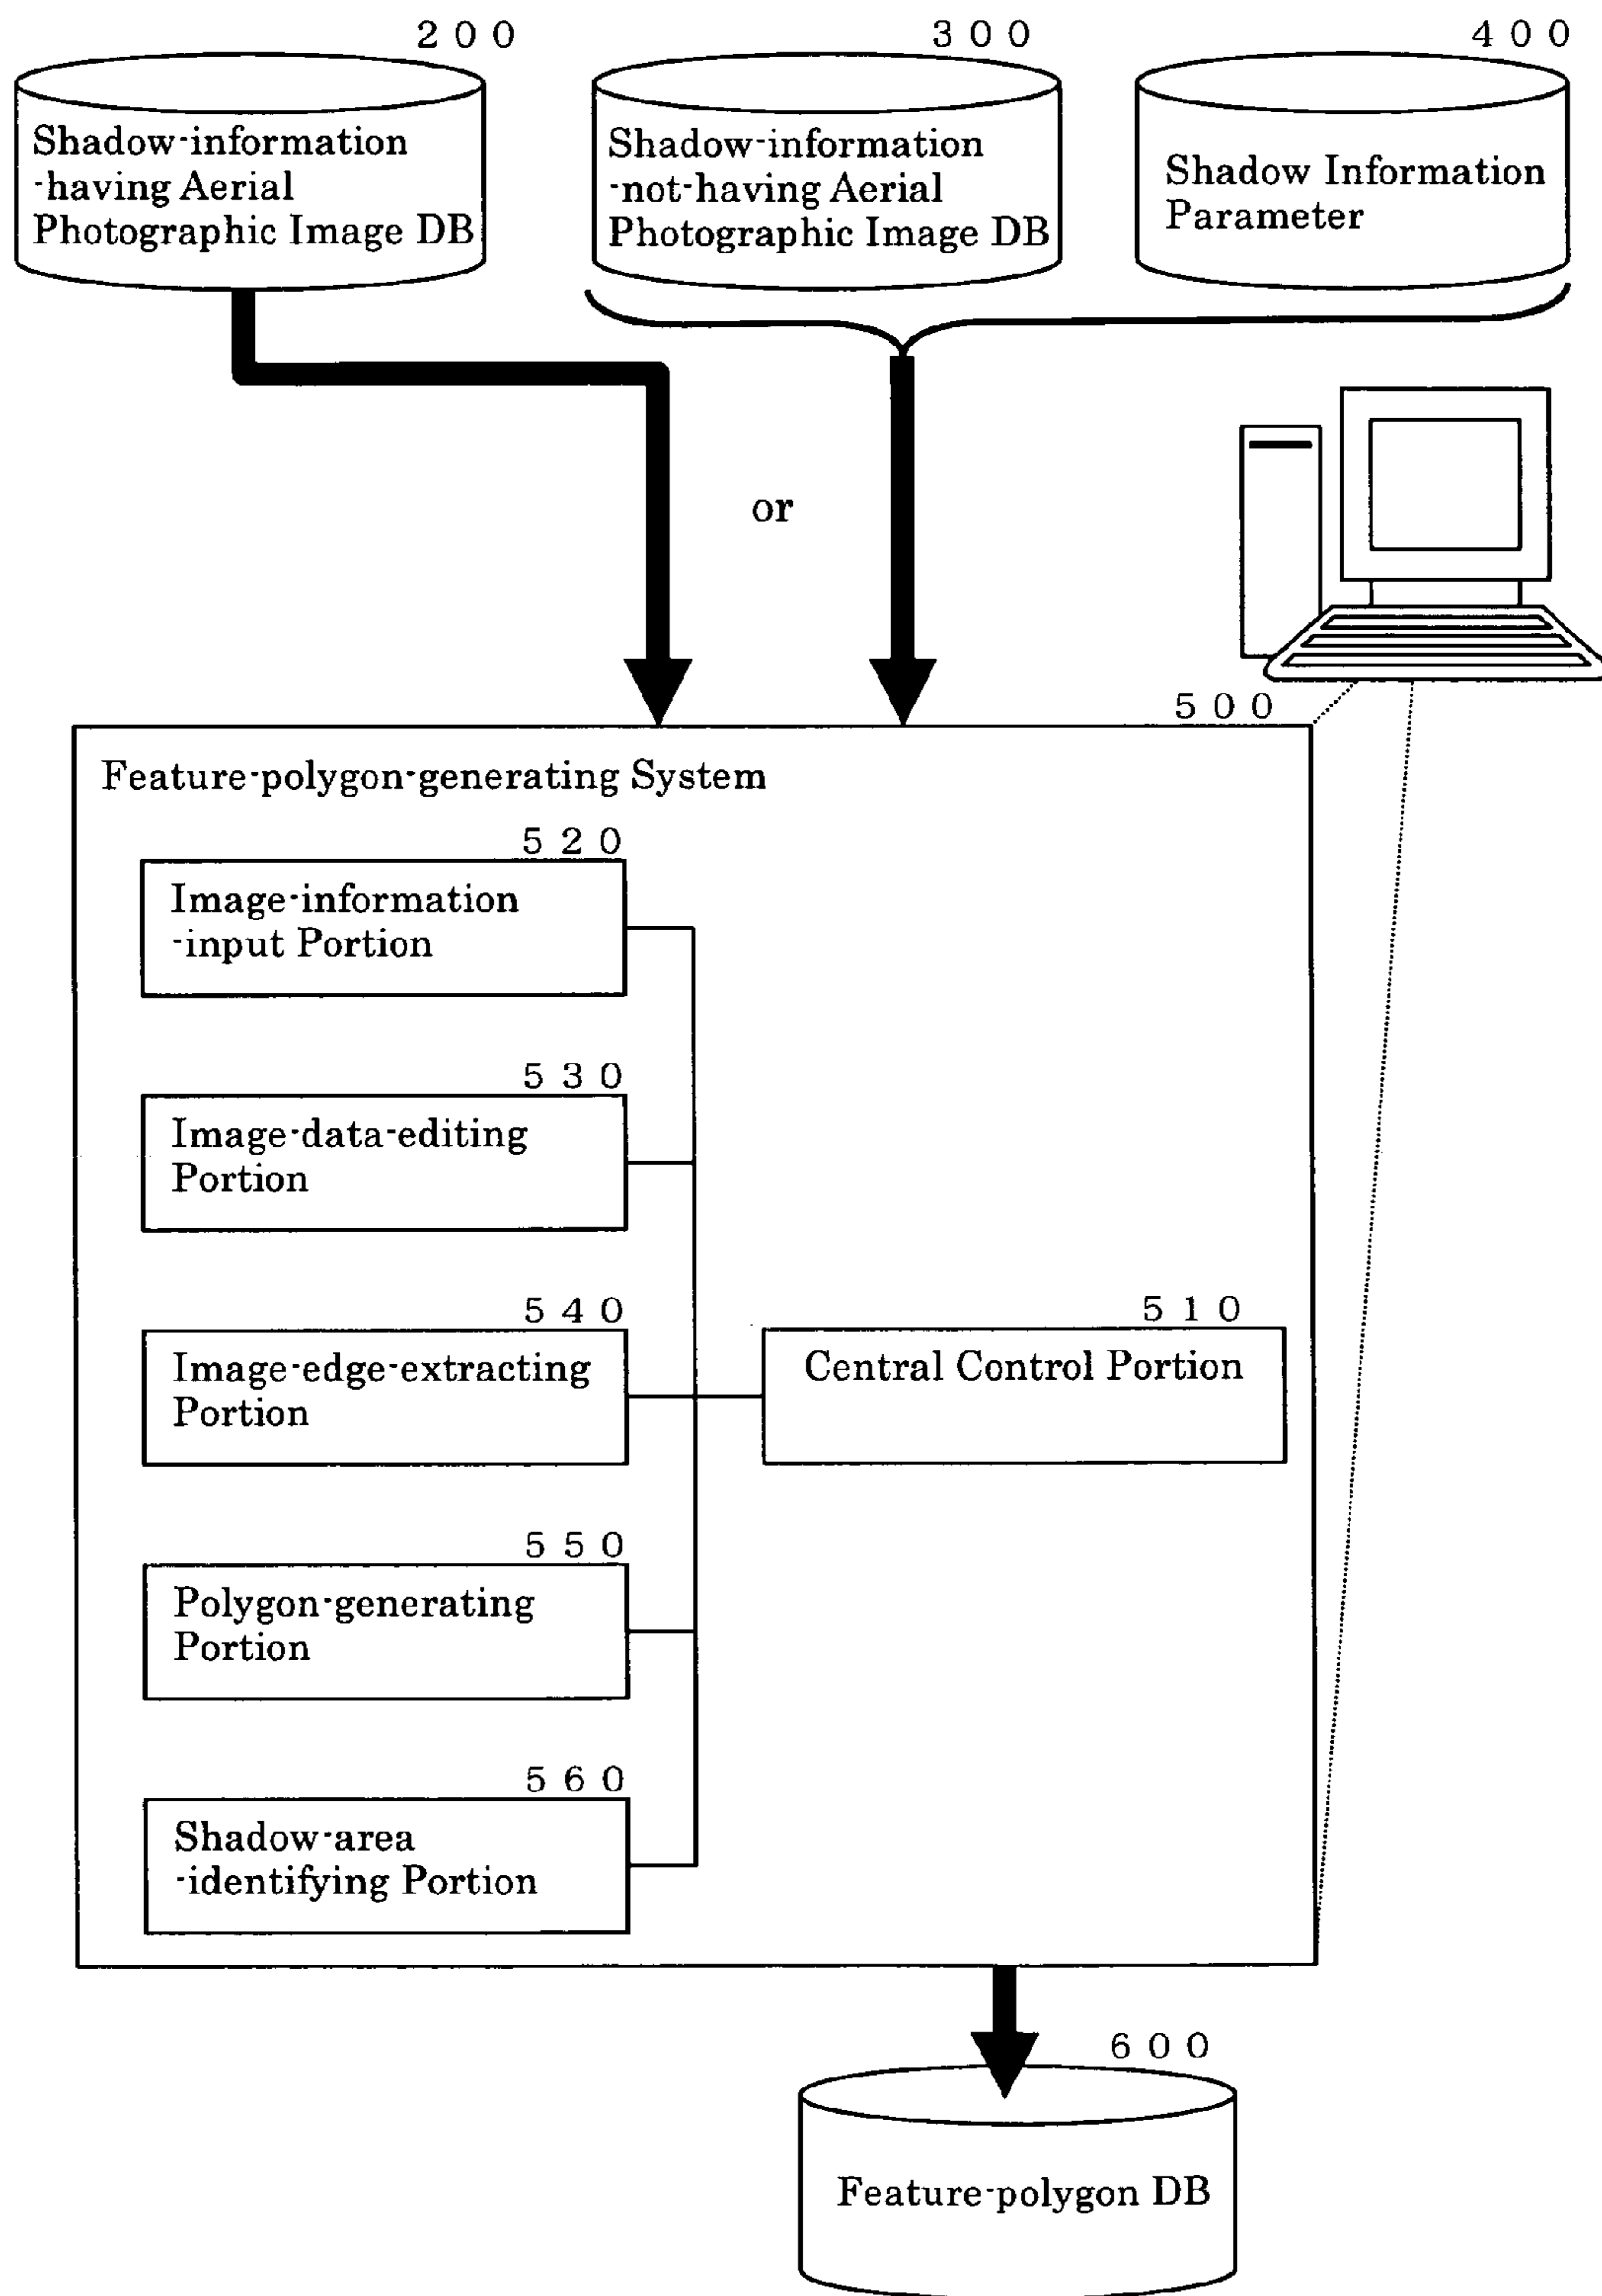 200
300
400
Shadow-information
-having Aerial
Photographic Image DB
Shadow-information
-not-having Aerial
Photographic Image DB
Shadow Information
Parameter
or
500
Feature-polygon-generating System
520
Image-information
-input Portion
530
Image-data-editing
Portion
540
Image-edge-extracting
Portion
510
Central Control Portion
550
Polygon-generating
Portion
560
Shadow-area
-identifying Portion
600
Feature-polygon DB